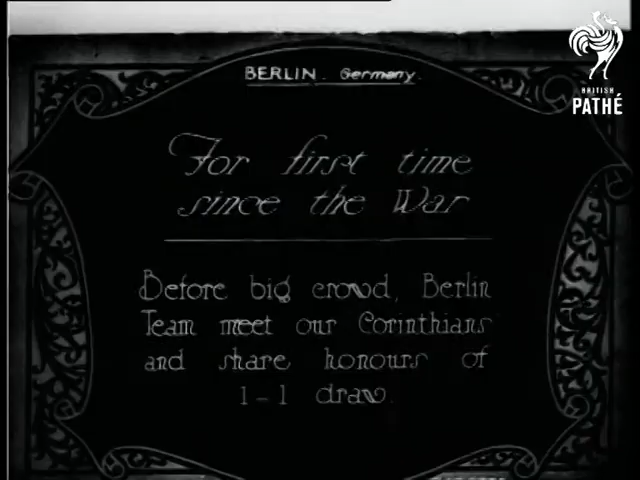 BERLIN. Germany.
BRITISH
PATHÉ
For first time
since the War
Before big crowd, Berlin
Team meet our Corinthians
and share honours of
1-1 draw.